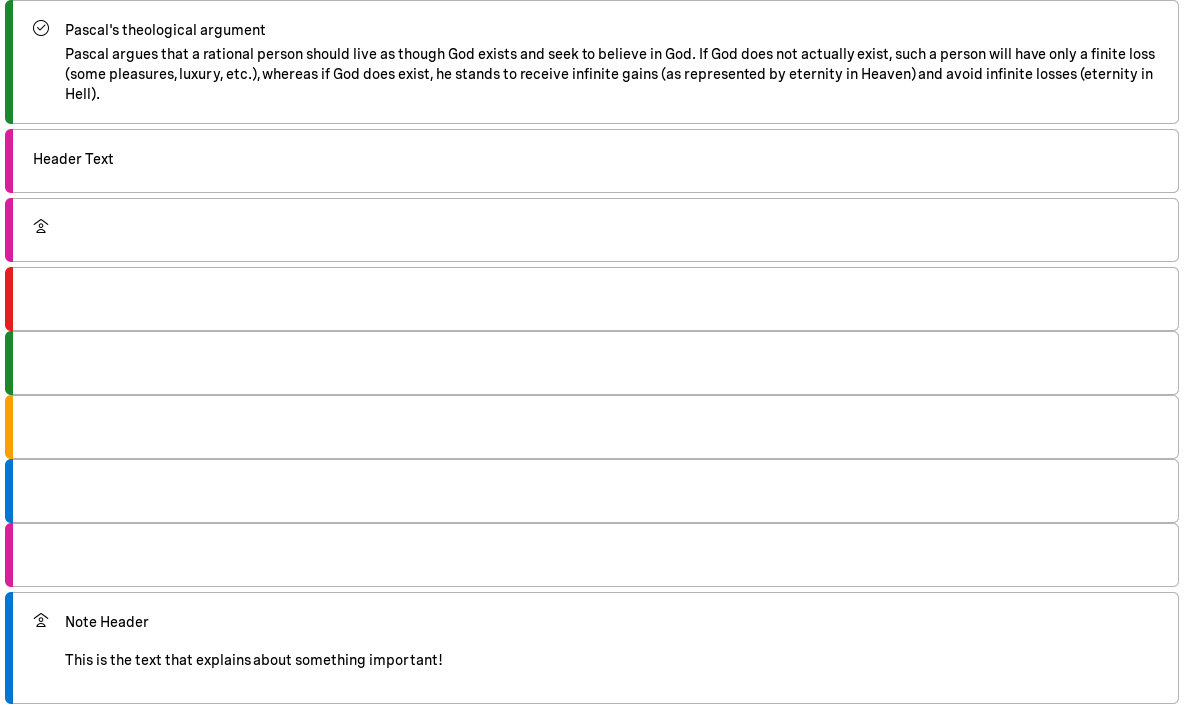 Pascal's theological argument
Pascal argues that a rational person should live as though God exists and seek to believe in God. If God does not actually exist, such a person will have only a finite loss
(some pleasures, luxury, etc.), whereas if God does exist, he stands to receive infinite gains (as represented by eternity in Heaven) and avoid infinite losses (eternity in
Hell).
Header Text
Note Header
This is the text that explains about something important!